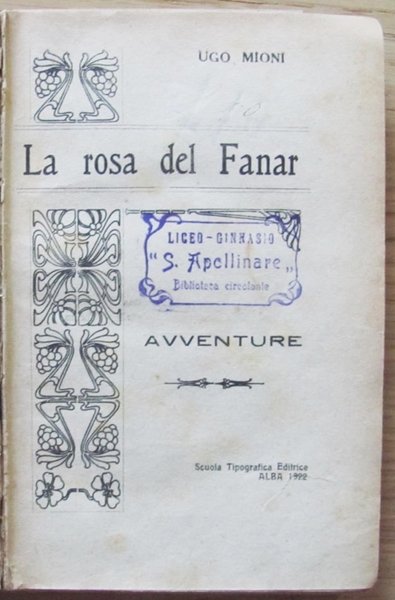 UGO MIONI
La rosa del Fanar
LICEO-GINNASIO
"S. Apollinare"
Biblioteca circolante
AVVENTURE
Scuola Tipografica Editrice
ALBA 1922